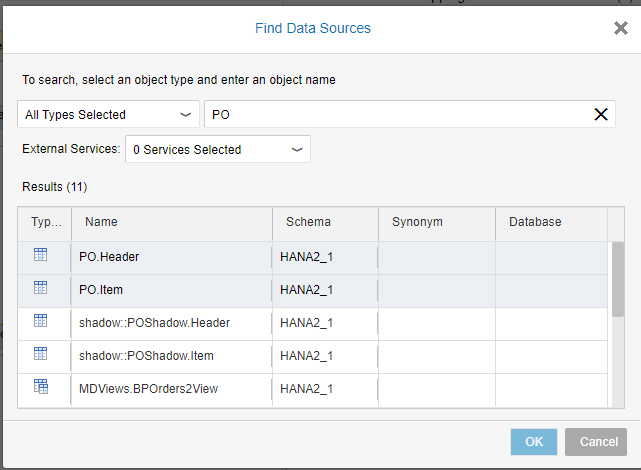 Find Data Sources
To search, select an object type and enter an object name
All Types Selected PO
External Services: 0 Services Selected
Results (11)
Typ... Name Schema Synonym Database
PO.Header HANA2_1
PO.Item HANA2_1
shadow::POShadow.Header HANA2_1
shadow::POShadow.Item HANA2_1
MDViews.BPOrders2View HANA2_1
OK Cancel